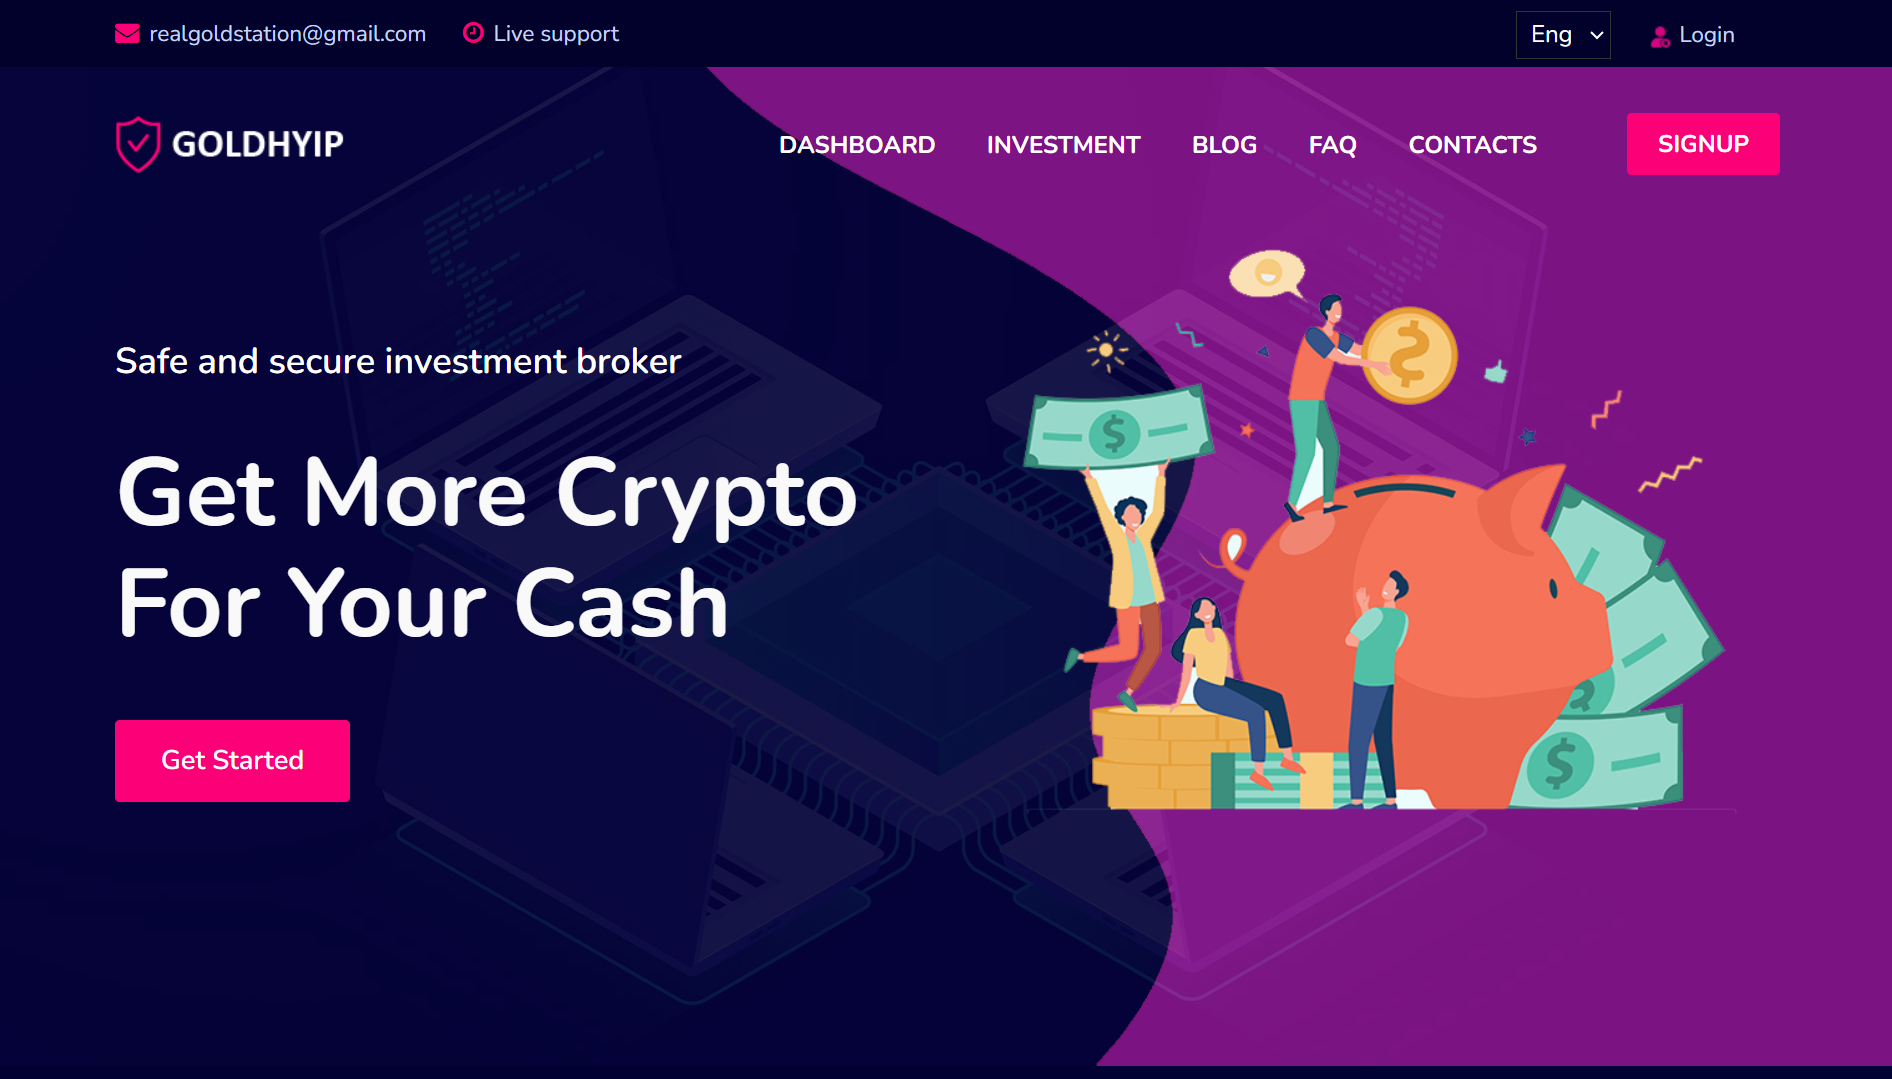 realgoldstation@gmail.com
Live support
Eng
Login
GOLDHYIP
DASHBOARD
INVESTMENT
BLOG
FAQ
CONTACTS
SIGNUP
Safe and secure investment broker
Get More Crypto
For Your Cash
Get Started